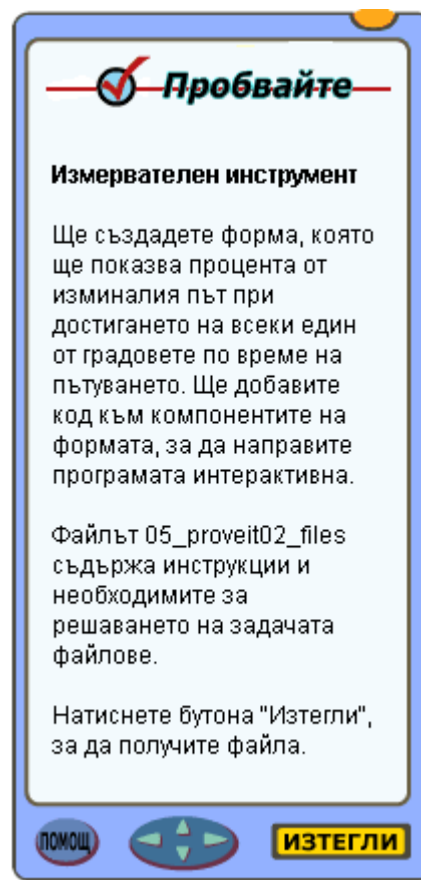 Пробвайте
Измервателен инструмент
Ще създадете форма, която
ще показва процента от
изминалия път при
достигането на всеки един
от градовете по време на
пътуването. Ще добавите
код към компонентите на
формата, за да направите
програмата интерактивна.
Файлът 05_proveit02_files
съдържа инструкции и
необходимите за
решаването на задачата
файлове.
Натиснете бутона "Изтегли",
за да получите файла.
ПОМОЩ
ИЗТЕГЛИ